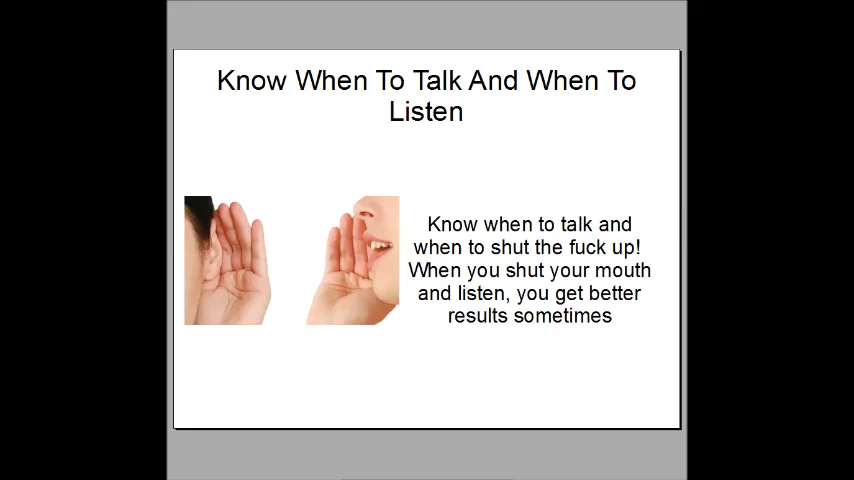 Know When To Talk And When To
Listen
Know when to talk and
when to shut the fuck up!
When you shut your mouth
and listen, you get better
results sometimes